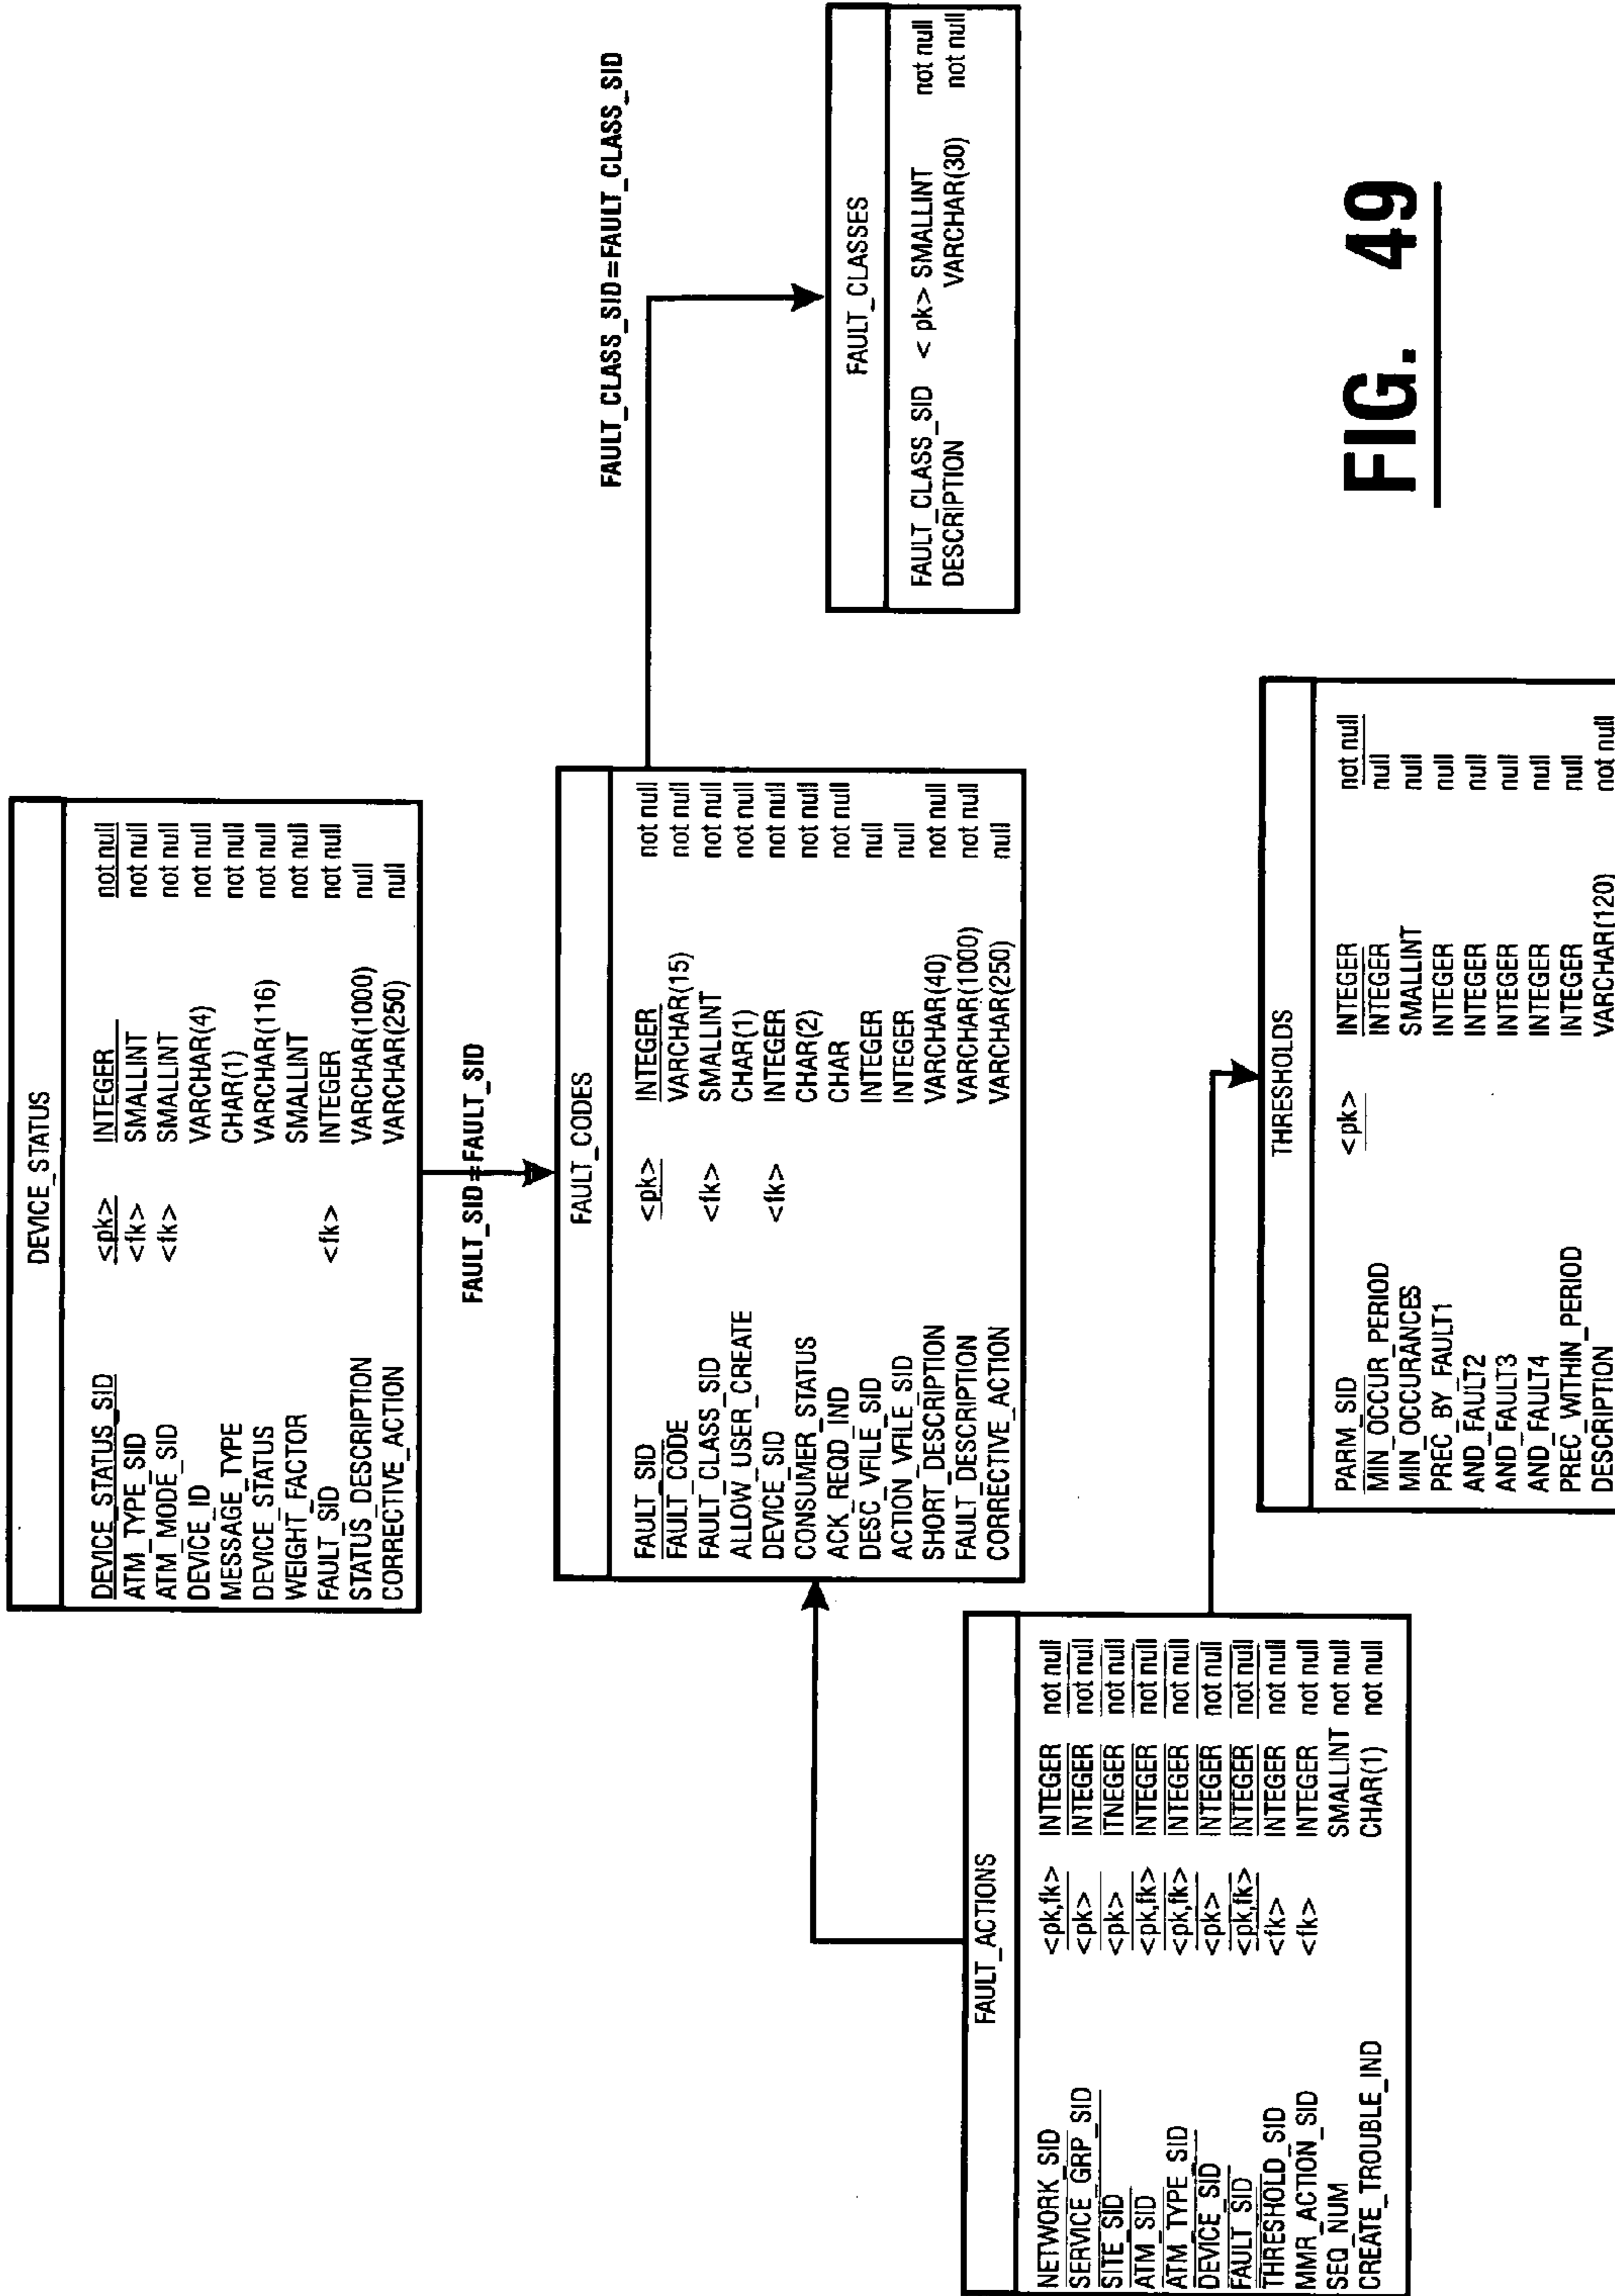 DEVICE_STATUS
DEVICE_STATUS_SID <pk> INTEGER not null
ATM_TYPE_SID <fk> SMALLINT not null
ATM_MODE_SID <fk> SMALLINT not null
DEVICE_ID VARCHAR(4) not null
MESSAGE_TYPE CHAR(1) not null
DEVICE_STATUS VARCHAR(116) not null
WEIGHT_FACTOR SMALLINT not null
FAULT_SID <fk> INTEGER not null
STATUS_DESCRIPTION VARCHAR(1000) null
CORRECTIVE_ACTION VARCHAR(250) null
FAULT_SID=FAULT_SID
FAULT_CLASS_SID=FAULT_CLASS_SID
FAULT_CODES
FAULT_SID <pk> INTEGER not null
FAULT_CODE VARCHAR(15) not null
FAULT_CLASS_SID <fk> SMALLINT not null
ALLOW_USER_CREATE CHAR(1) not null
DEVICE_SID <fk> INTEGER not null
CONSUMER_STATUS CHAR(2) not null
ACK_REQD_IND CHAR not null
DESC_VFILE_SID INTEGER null
ACTION_VFILE_SID INTEGER null
SHORT_DESCRIPTION VARCHAR(40) not null
FAULT_DESCRIPTION VARCHAR(1000) not null
CORRECTIVE_ACTION VARCHAR(250) null
FAULT_CLASSES
FAULT_CLASS_SID < pk> SMALLINT not null
DESCRIPTION VARCHAR(30) not null
FAULT_ACTIONS
NETWORK_SID <pk,fk> INTEGER not null
SERVICE_GRP_SID <pk> INTEGER not null
SITE_SID <pk> ITNEGER not null
ATM_SID <pk,fk> INTEGER not null
ATM_TYPE_SID <pk,fk> INTEGER not null
DEVICE_SID <pk> INTEGER not null
FAULT_SID <pk,fk> INTEGER not null
THRESHOLD_SID <fk> INTEGER not null
MMR_ACTION_SID <fk> INTEGER not null
SEQ_NUM SMALLINT not null
CREATE_TROUBLE_IND CHAR(1) not null
THRESHOLDS
PARM_SID <pk> INTEGER not null
MIN_OCCUR_PERIOD INTEGER null
MIN_OCCURANCES SMALLINT null
PREC_BY_FAULT1 INTEGER null
AND_FAULT2 INTEGER null
AND_FAULT3 INTEGER null
AND_FAULT4 INTEGER null
PREC_WITHIN_PERIOD INTEGER null
DESCRIPTION VARCHAR(120) not null
FIG. 49